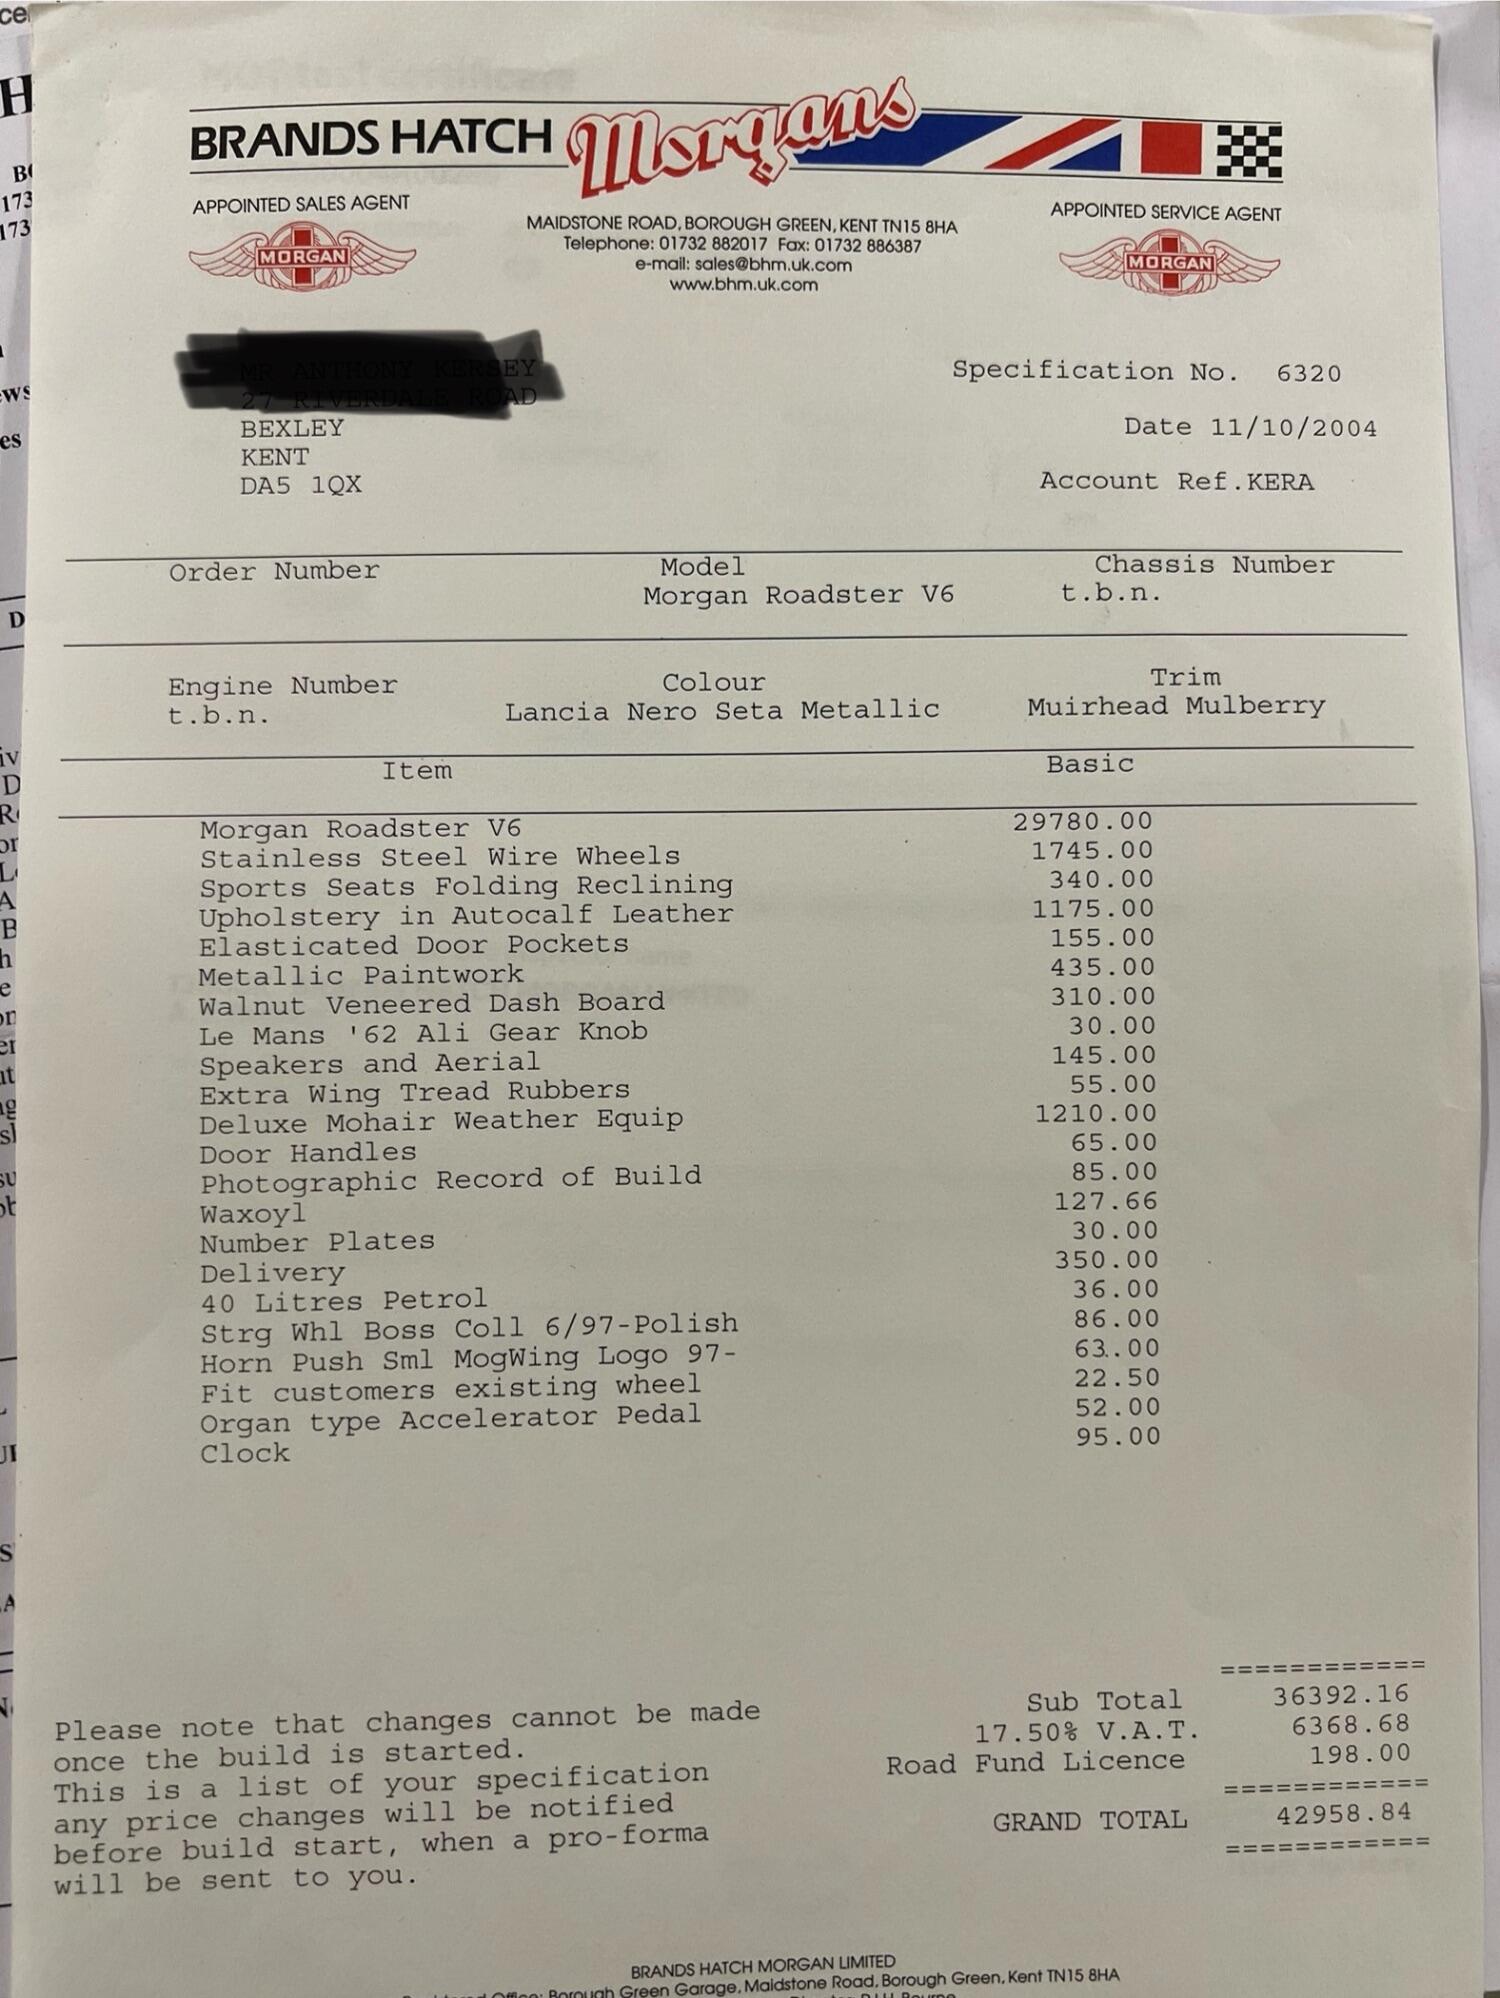 BRANDS HATCH Morgans
APPOINTED SALES AGENT
MORGAN
MAIDSTONE ROAD, BOROUGH GREEN, KENT TN15 8HA
Telephone: 01732 882017 Fax: 01732 886387
e-mail: sales@bhm.uk.com
www.bhm.uk.com
APPOINTED SERVICE AGENT
MORGAN
BEXLEY
KENT
DA5 1QX
Specification No. 6320
Date 11/10/2004
Account Ref.KERA
Order Number Model Chassis Number
Morgan Roadster V6 t.b.n.
Engine Number Colour Trim
t.b.n. Lancia Nero Seta Metallic Muirhead Mulberry
Item Basic
Morgan Roadster V6 29780.00
Stainless Steel Wire Wheels 1745.00
Sports Seats Folding Reclining 340.00
Upholstery in Autocalf Leather 1175.00
Elasticated Door Pockets 155.00
Metallic Paintwork 435.00
Walnut Veneered Dash Board 310.00
Le Mans '62 Ali Gear Knob 30.00
Speakers and Aerial 145.00
Extra Wing Tread Rubbers 55.00
Deluxe Mohair Weather Equip 1210.00
Door Handles 65.00
Photographic Record of Build 85.00
Waxoyl 127.66
Number Plates 30.00
Delivery 350.00
40 Litres Petrol 36.00
Strg Whl Boss Coll 6/97-Polish 86.00
Horn Push Sml MogWing Logo 97- 63.00
Fit customers existing wheel 22.50
Organ type Accelerator Pedal 52.00
Clock 95.00
============
Sub Total 36392.16
17.50% V.A.T. 6368.68
Road Fund Licence 198.00
============
GRAND TOTAL 42958.84
============
Please note that changes cannot be made
once the build is started.
This is a list of your specification
any price changes will be notified
before build start, when a pro-forma
will be sent to you.
BRANDS HATCH MORGAN LIMITED
Office: Borough Green Garage, Maidstone Road, Borough Green, Kent TN15 8HA